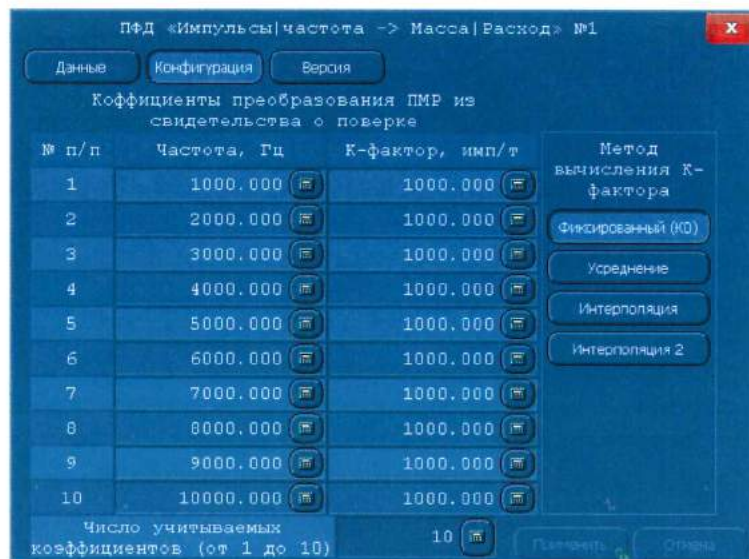 ПФД «Импульсы|частота -> Масса|Расход» №1
x
Данные Конфигурация Версия
Коффициенты преобразования ПМР из
свидетельства о поверке
№ п/п Частота, Гц К-фактор, имп/т
1 1000.000 1000.000
2 2000.000 1000.000
3 3000.000 1000.000
4 4000.000 1000.000
5 5000.000 1000.000
6 6000.000 1000.000
7 7000.000 1000.000
8 8000.000 1000.000
9 9000.000 1000.000
10 10000.000 1000.000
Метод
вычисления К-
фактора
Фиксированный (К0)
Усреднение
Интерполяция
Интерполяция 2
Число учитываемых
коэффициентов (от 1 до 10)
10
Применить Отмена